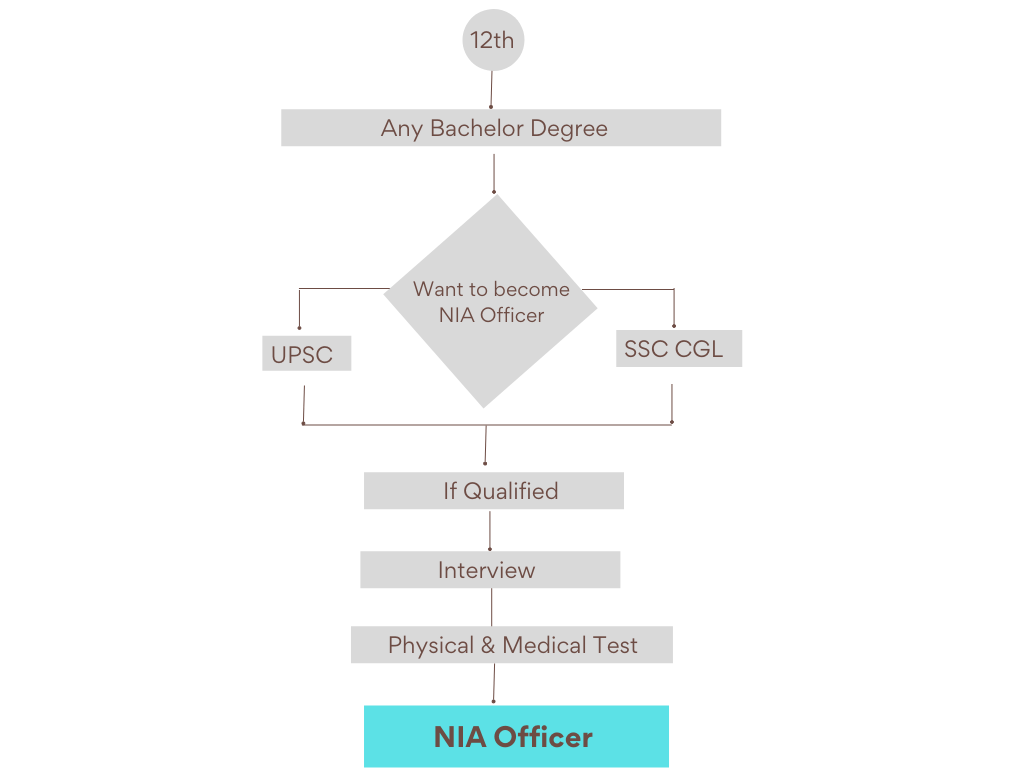 12th
Any Bachelor Degree
Want to become
NIA Officer
UPSC
SSC CGL
If Qualified
Interview
Physical & Medical Test
NIA Officer